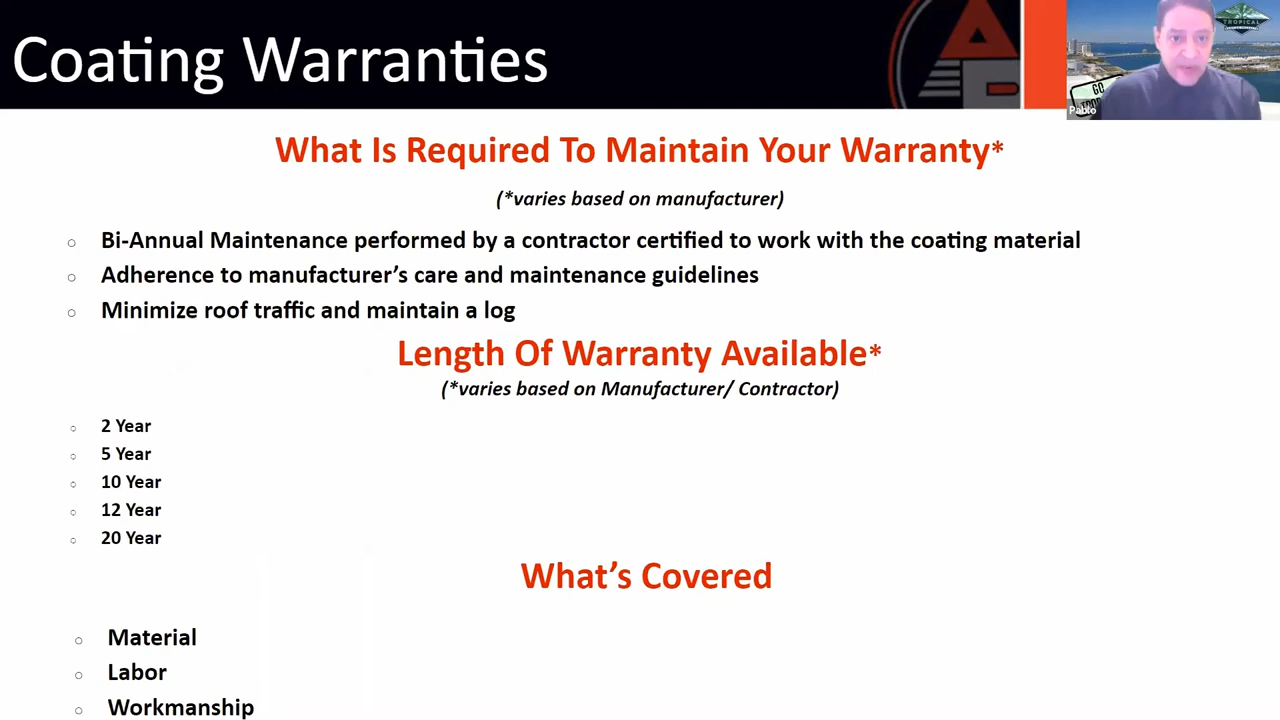 Coating Warranties
TROPICAL
GO
Pablo
What Is Required To Maintain Your Warranty*
(*varies based on manufacturer)
○ Bi-Annual Maintenance performed by a contractor certified to work with the coating material
○ Adherence to manufacturer’s care and maintenance guidelines
○ Minimize roof traffic and maintain a log
Length Of Warranty Available*
(*varies based on Manufacturer/ Contractor)
○ 2 Year
○ 5 Year
○ 10 Year
○ 12 Year
○ 20 Year
What’s Covered
○ Material
○ Labor
○ Workmanship